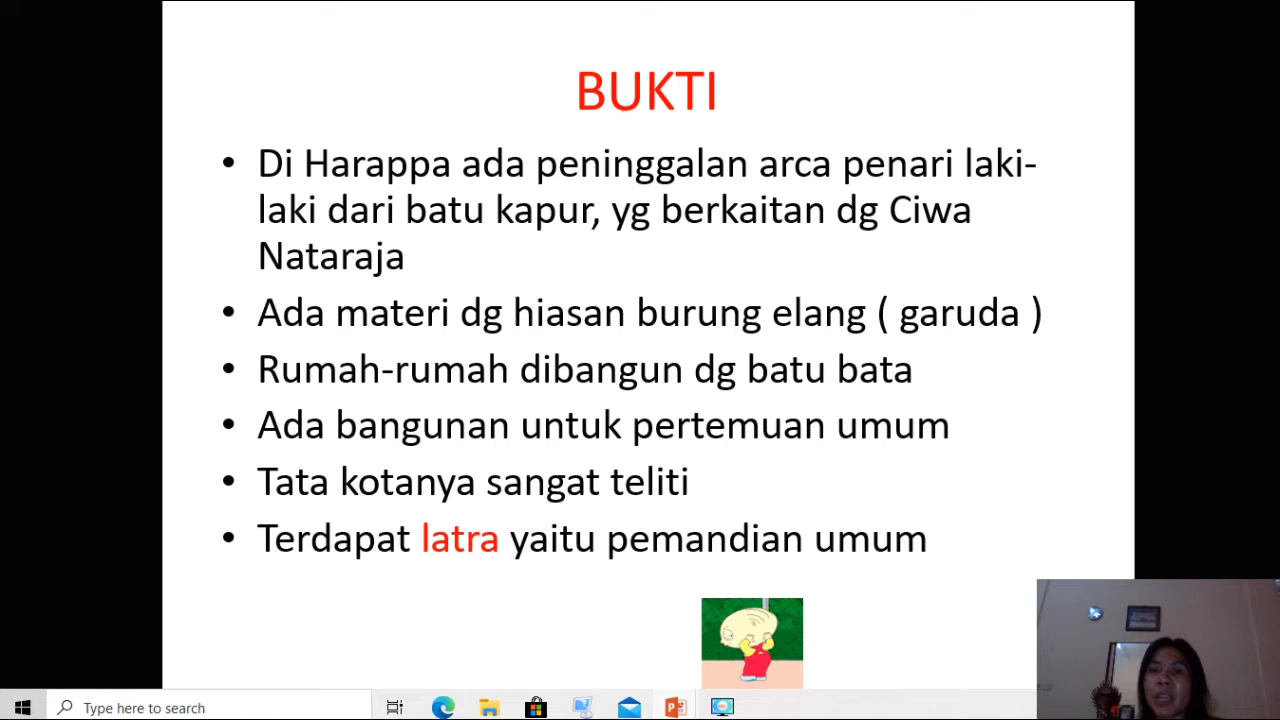 BUKTI
• Di Harappa ada peninggalan arca penari laki-
laki dari batu kapur, yg berkaitan dg Ciwa
Nataraja
• Ada materi dg hiasan burung elang ( garuda )
• Rumah-rumah dibangun dg batu bata
• Ada bangunan untuk pertemuan umum
• Tata kotanya sangat teliti
• Terdapat latra yaitu pemandian umum
Type here to search